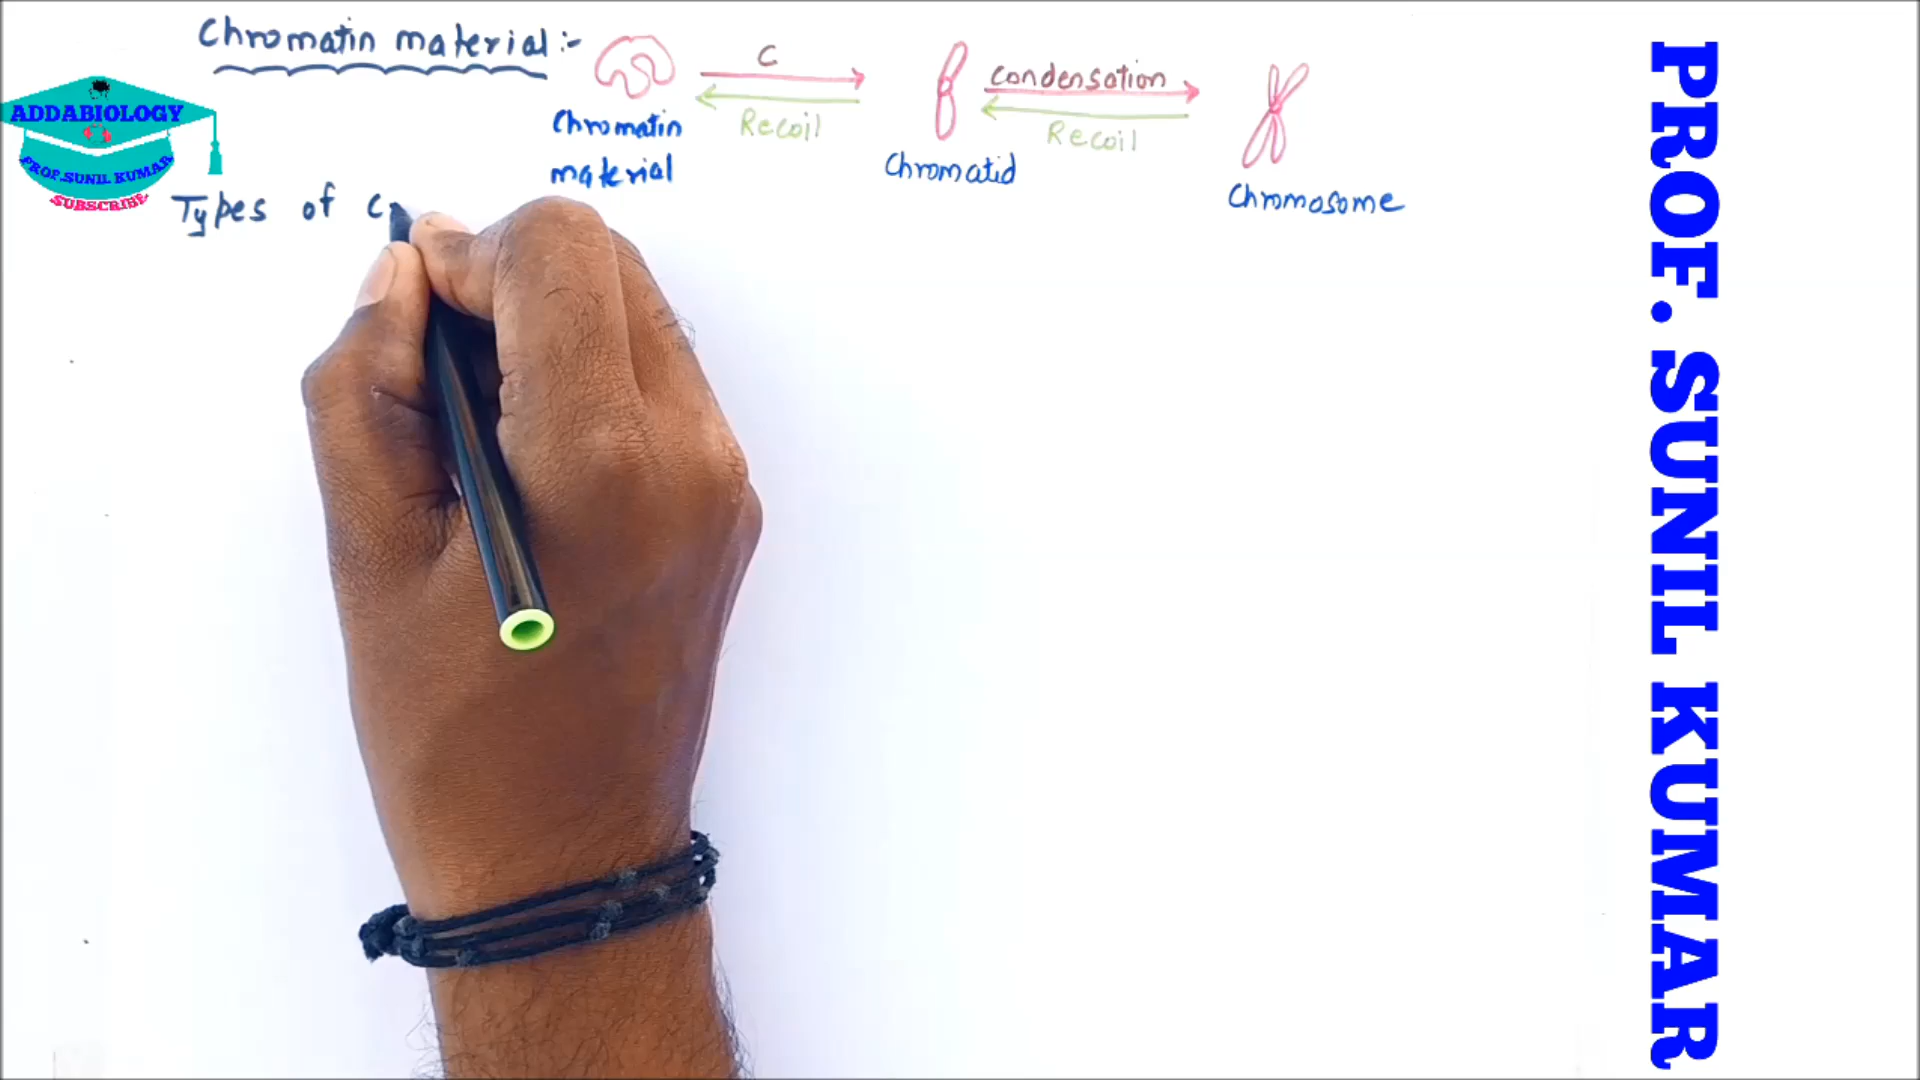 Chromatin material :-
C
Recoil
Chromatin
material
condensation
Recoil
Chromatid
Chromosome
ADDABIOLOGY
PROF.SUNIL KUMAR
SUBSCRIBE
Types of
PROF. SUNIL KUMAR